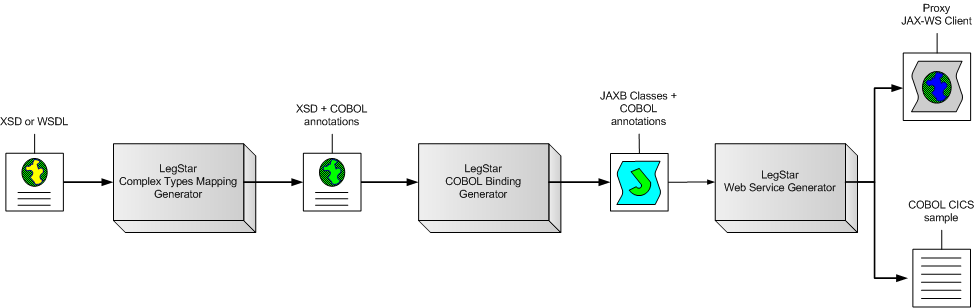 XSD or WSDL
LegStar
Complex Types Mapping
Generator
XSD + COBOL
annotations
LegStar
COBOL Binding
Generator
JAXB Classes +
COBOL
annotations
LegStar
Web Service Generator
Proxy
JAX-WS Client
COBOL CICS
sample